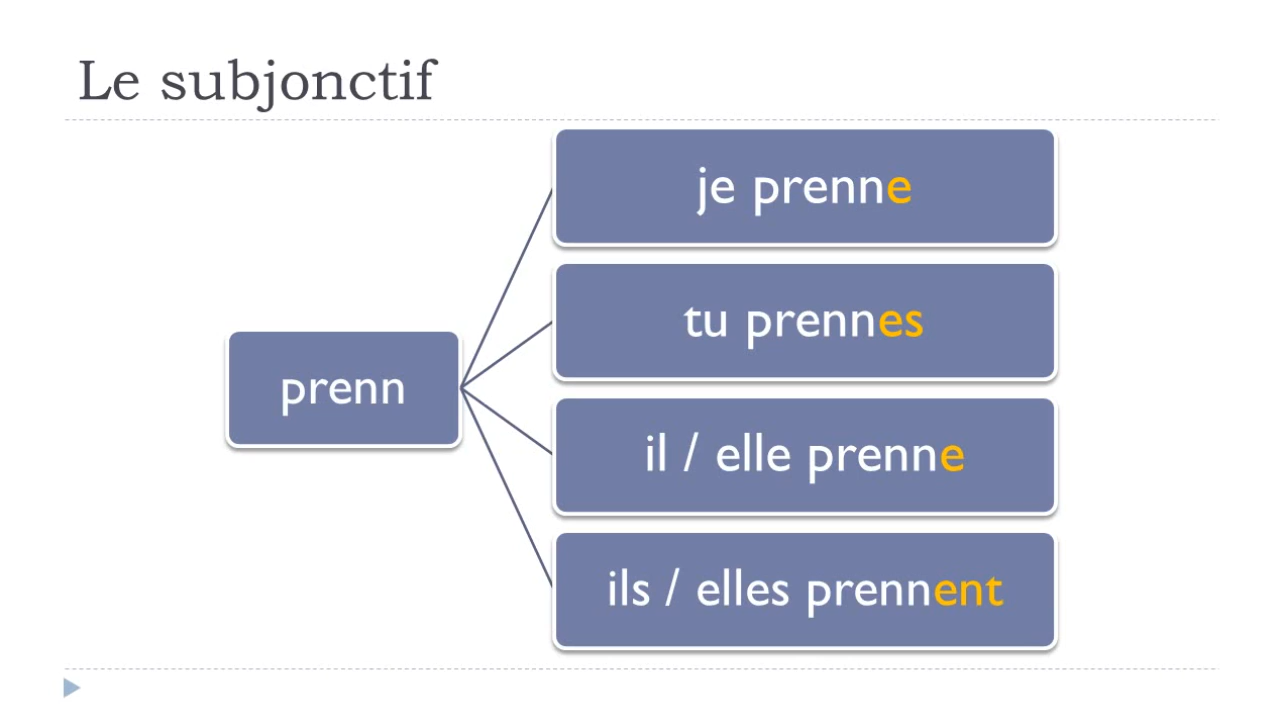 Le subjonctif
prenn
je prenne
tu prennes
il / elle prenne
ils / elles prennent